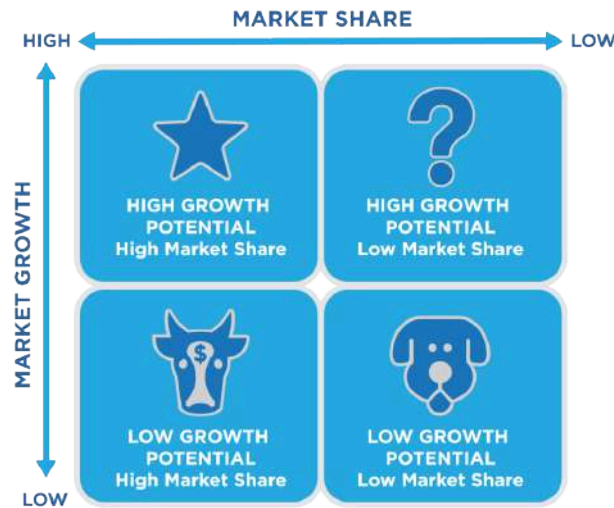 MARKET SHARE
HIGH
LOW
MARKET GROWTH
HIGH GROWTH
POTENTIAL
High Market Share
HIGH GROWTH
POTENTIAL
Low Market Share
$
LOW GROWTH
POTENTIAL
High Market Share
LOW GROWTH
POTENTIAL
Low Market Share
LOW